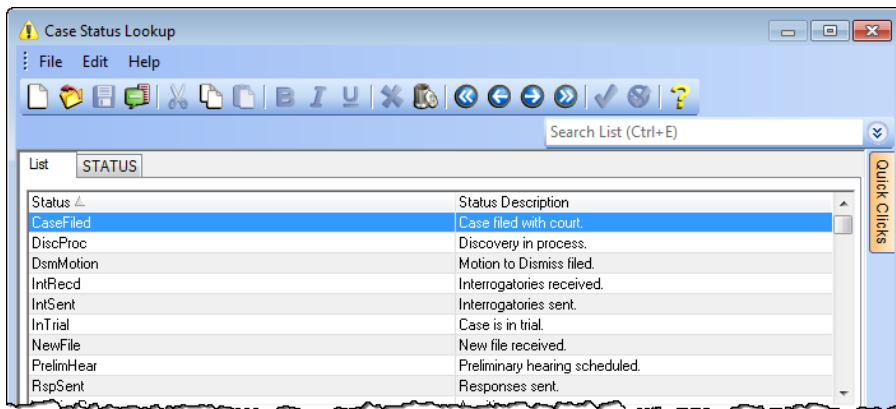 Case Status Lookup
File Edit Help
B I U ?
Search List (Ctrl+E)
List STATUS
Quick Clicks
Status Status Description
CaseFiled Case filed with court.
DiscProc Discovery in process.
DsmMotion Motion to Dismiss filed.
IntRecd Interrogatories received.
IntSent Interrogatories sent.
InTrial Case is in trial.
NewFile New file received.
PrelimHear Preliminary hearing scheduled.
RspSent Responses sent.